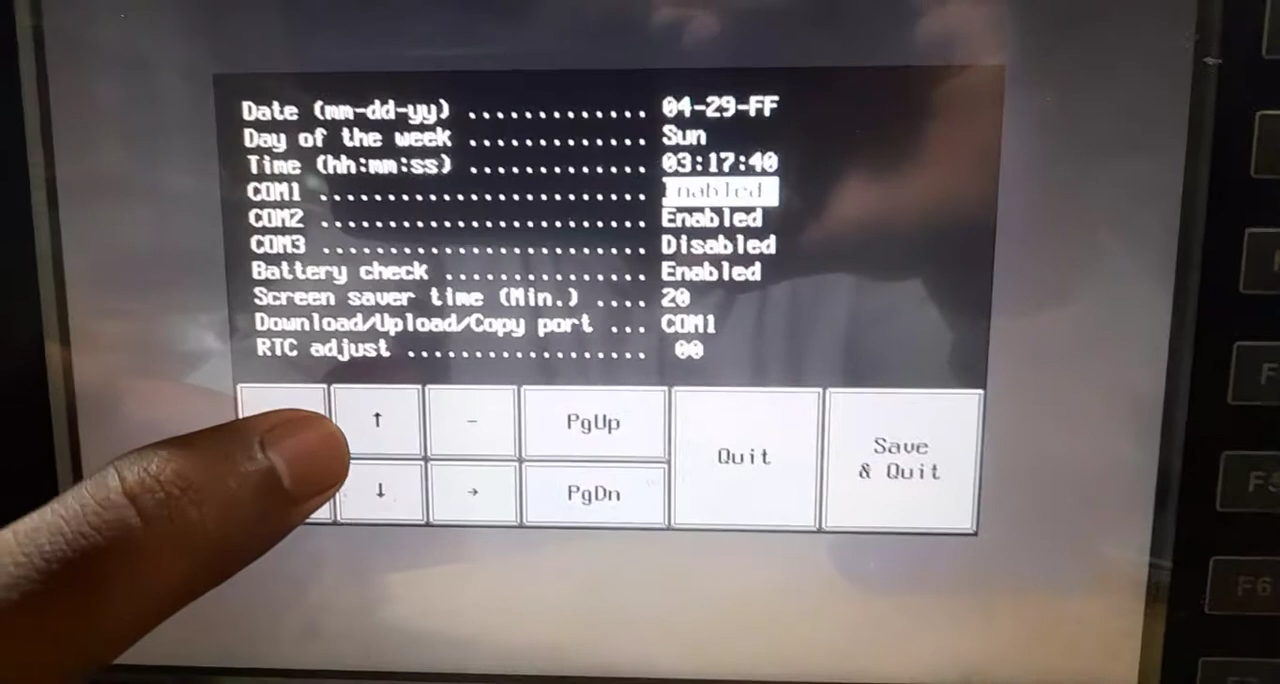 Date (mm-dd-yy) ............. 04-29-FF
Day of the week ............. Sun
Time (hh:mm:ss) ............. 03:17:40
COM1 ........................ Enabled
COM2 ........................ Enabled
COM3 ........................ Disabled
Battery check ............... Enabled
Screen saver time (Min.) .... 20
Download/Upload/Copy port ... COM1
RTC adjust .................. 00
↑ – PgUp
Quit
Save
& Quit
↓ → PgDn
F6